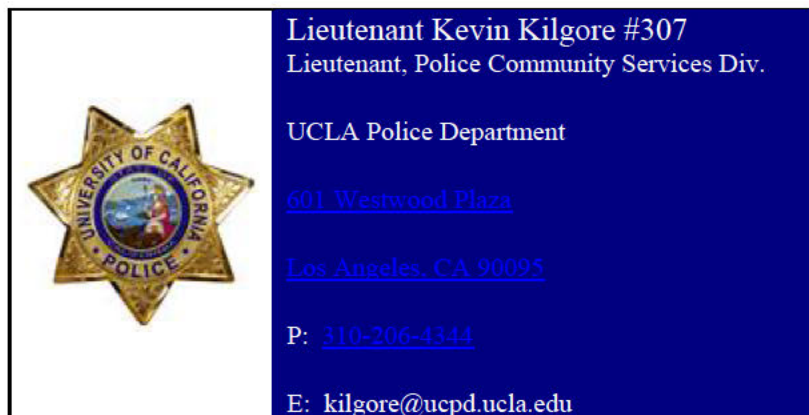 Lieutenant Kevin Kilgore #307
Lieutenant, Police Community Services Div.
UCLA Police Department
601 Westwood Plaza
Los Angeles, CA 90095
P: 310-206-4344
E: kilgore@ucpd.ucla.edu
UNIVERSITY OF CALIFORNIA
POLICE